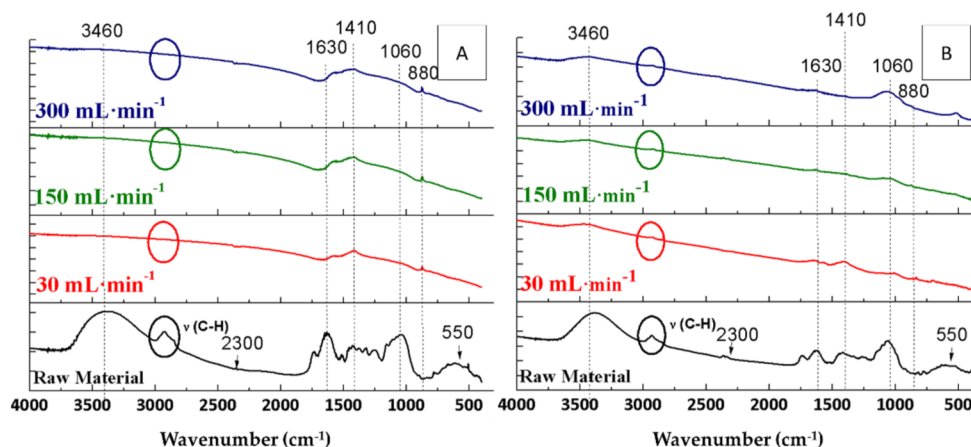 3460
1630
1410
1060
880
A
300 mL·min⁻¹
150 mL·min⁻¹
30 mL·min⁻¹
ν (C-H)
2300
550
Raw Material
4000 3500 3000 2500 2000 1500 1000 500
Wavenumber (cm⁻¹)
3460
1630
1410
1060
880
B
300 mL·min⁻¹
150 mL·min⁻¹
30 mL·min⁻¹
ν (C-H)
2300
550
Raw Material
4000 3500 3000 2500 2000 1500 1000 500
Wavenumber (cm⁻¹)